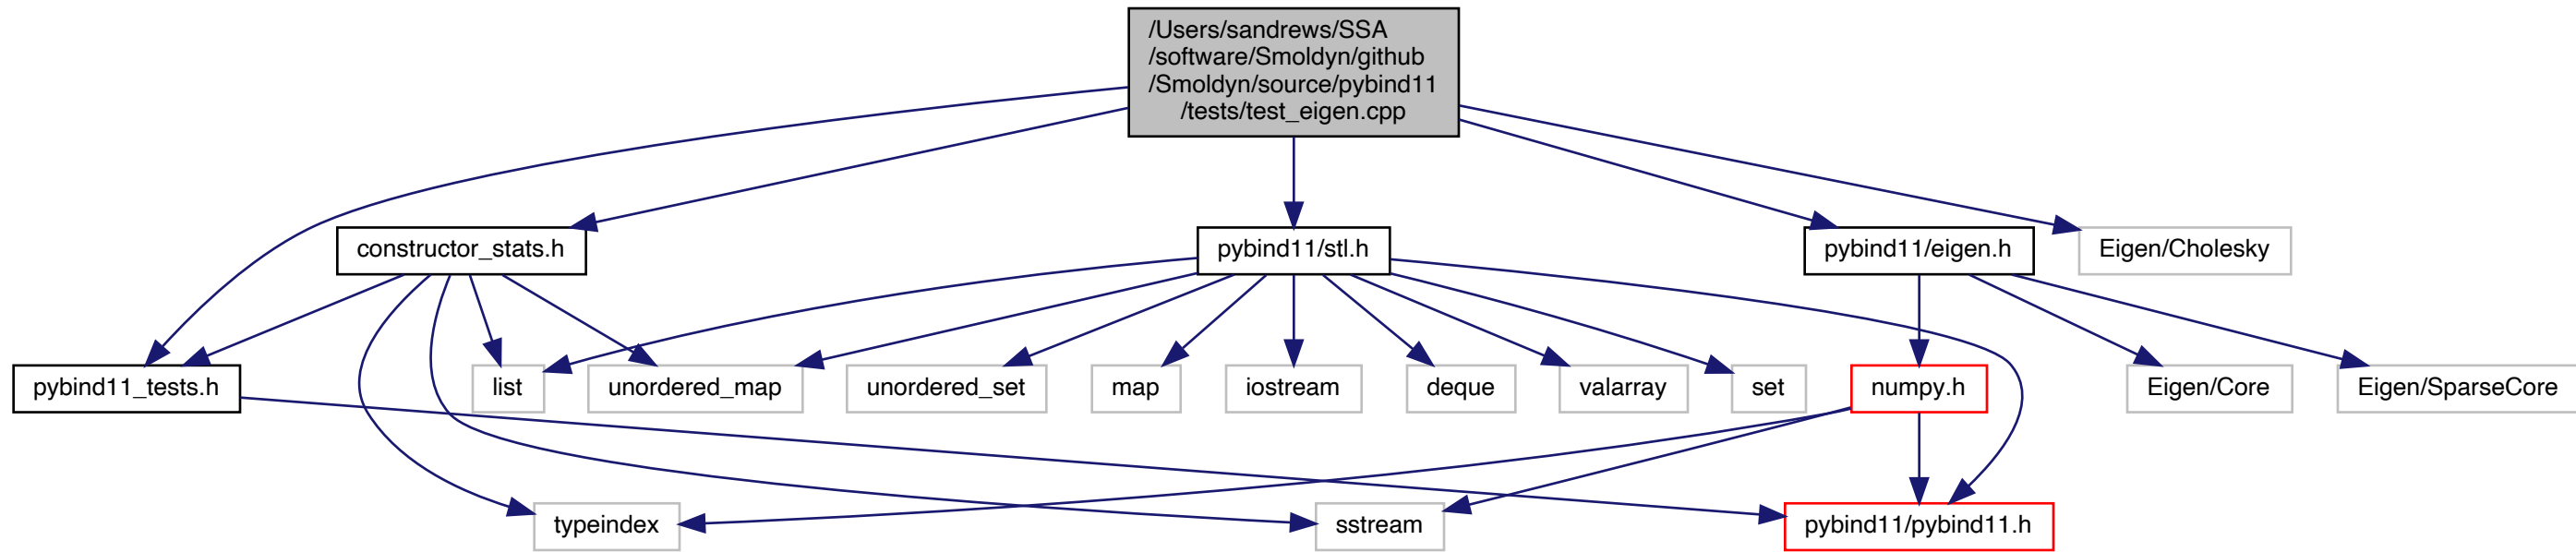 /Users/sandrews/SSA
/software/Smoldyn/github
/Smoldyn/source/pybind11
/tests/test_eigen.cpp
constructor_stats.h
pybind11/stl.h
pybind11/eigen.h
Eigen/Cholesky
pybind11_tests.h
list
unordered_map
unordered_set
map
iostream
deque
valarray
set
numpy.h
Eigen/Core
Eigen/SparseCore
typeindex
sstream
pybind11/pybind11.h